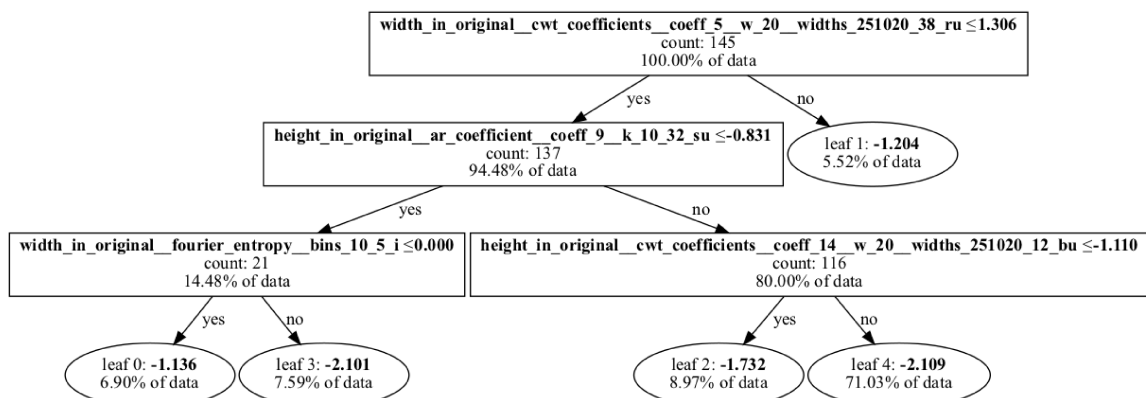 width_in_original__cwt_coefficients__coeff_5__w_20__widths_251020_38_ru ≤1.306
count: 145
100.00% of data
yes
no
height_in_original__ar_coefficient__coeff_9__k_10_32_su ≤-0.831
count: 137
94.48% of data
leaf 1: -1.204
5.52% of data
yes
no
width_in_original__fourier_entropy__bins_10_5_i ≤0.000
count: 21
14.48% of data
height_in_original__cwt_coefficients__coeff_14__w_20__widths_251020_12_bu ≤-1.110
count: 116
80.00% of data
yes
no
yes
no
leaf 0: -1.136
6.90% of data
leaf 3: -2.101
7.59% of data
leaf 2: -1.732
8.97% of data
leaf 4: -2.109
71.03% of data